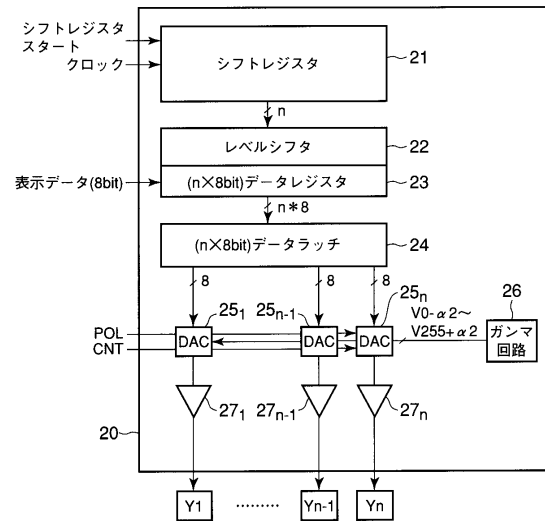 シフトレジスタ
スタート
クロック
シフトレジスタ
21
n
レベルシフタ
22
表示データ(8bit)
(n×8bit)データレジスタ
23
n*8
(n×8bit)データラッチ
24
8
8
8
25₁
25ₙ₋₁
25ₙ
V0-α2~
V255+α2
26
POL
CNT
DAC
DAC
DAC
ガンマ
回路
27₁
27ₙ₋₁
27ₙ
20
Y1
.........
Yn-1
Yn